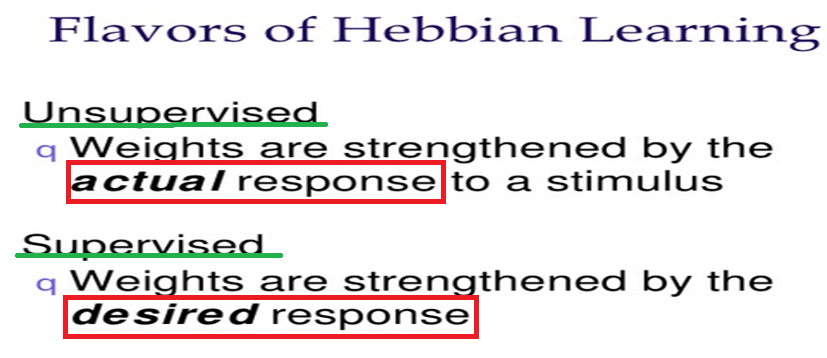 Flavors of Hebbian Learning
Unsupervised
q Weights are strengthened by the
actual response to a stimulus
Supervised
q Weights are strengthened by the
desired response